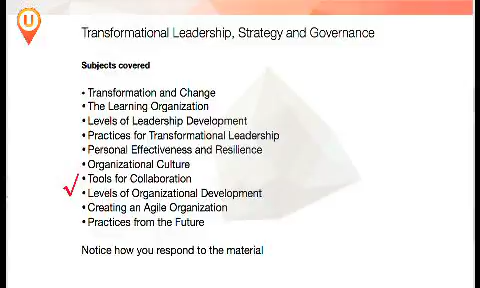 U
Transformational Leadership, Strategy and Governance
Subjects covered
• Transformation and Change
• The Learning Organization
• Levels of Leadership Development
• Practices for Transformational Leadership
• Personal Effectiveness and Resilience
• Organizational Culture
• Tools for Collaboration
• Levels of Organizational Development
• Creating an Agile Organization
• Practices from the Future
Notice how you respond to the material